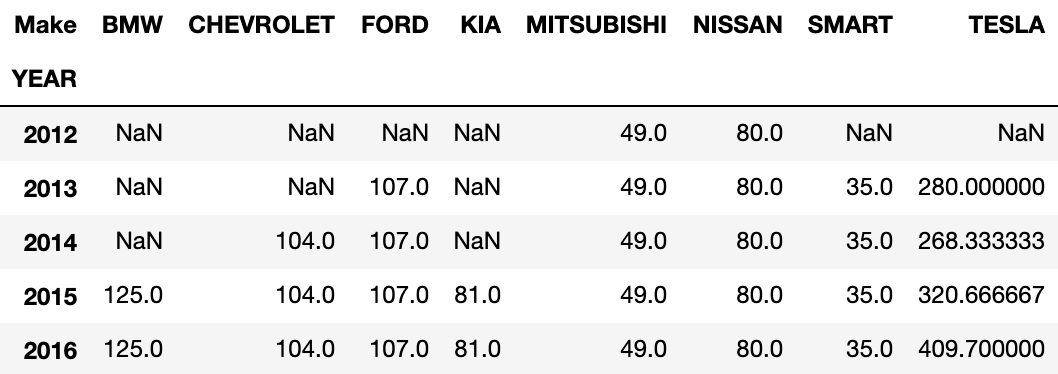 Make BMW CHEVROLET FORD KIA MITSUBISHI NISSAN SMART TESLA
YEAR
2012 NaN NaN NaN NaN 49.0 80.0 NaN NaN
2013 NaN NaN 107.0 NaN 49.0 80.0 35.0 280.000000
2014 NaN 104.0 107.0 NaN 49.0 80.0 35.0 268.333333
2015 125.0 104.0 107.0 81.0 49.0 80.0 35.0 320.666667
2016 125.0 104.0 107.0 81.0 49.0 80.0 35.0 409.700000